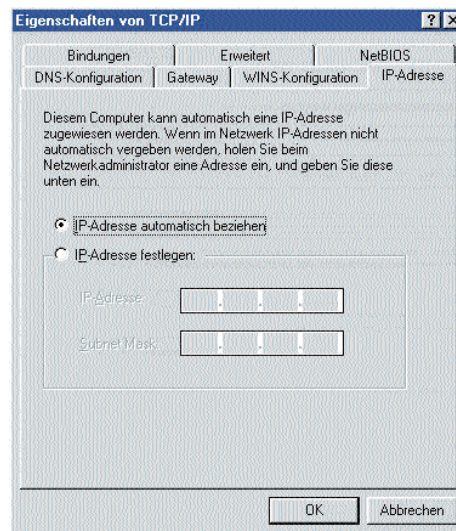 Eigenschaften von TCP/IP
Bindungen Erweitert NetBIOS
DNS-Konfiguration Gateway WINS-Konfiguration IP-Adresse
Diesem Computer kann automatisch eine IP-Adresse
zugewiesen werden. Wenn im Netzwerk IP-Adressen nicht
automatisch vergeben werden, holen Sie beim
Netzwerkadministrator eine Adresse ein, und geben Sie diese
unten ein.
IP-Adresse automatisch beziehen
IP-Adresse festlegen:
IP-Adresse:
Subnet Mask:
OK Abbrechen